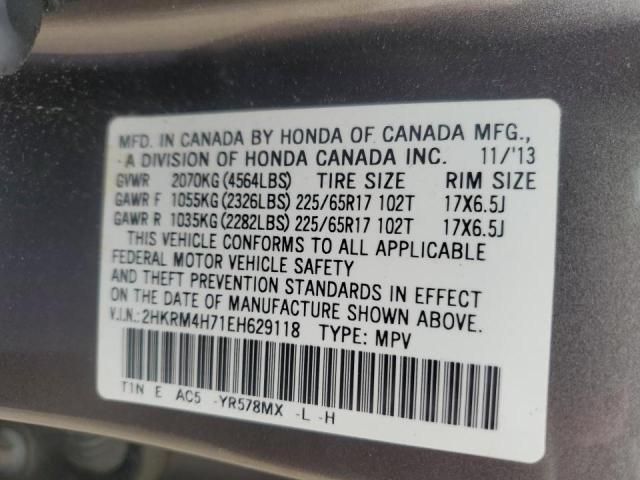 MFD. IN CANADA BY HONDA OF CANADA MFG.,
A DIVISION OF HONDA CANADA INC. 11/'13
GVWR 2070KG(4564LBS) TIRE SIZE RIM SIZE
GAWR F 1055KG(2326LBS) 225/65R17 102T 17X6.5J
GAWR R 1035KG(2282LBS) 225/65R17 102T 17X6.5J
THIS VEHICLE CONFORMS TO ALL APPLICABLE
FEDERAL MOTOR VEHICLE SAFETY
AND THEFT PREVENTION STANDARDS IN EFFECT
ON THE DATE OF MANUFACTURE SHOWN ABOVE.
V.I.N.:2HKRM4H71EH629118 TYPE: MPV
T1N E AC5 -YR578MX -L -H